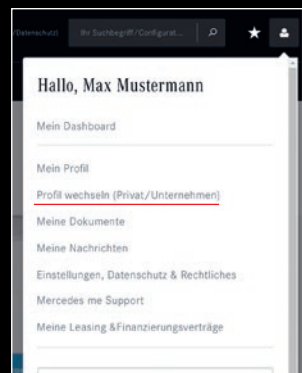 /Datenschutz) Ihr Suchbegriff/Configurat...
Hallo, Max Mustermann
Mein Dashboard
Mein Profil
Profil wechseln (Privat/Unternehmen)
Meine Dokumente
Meine Nachrichten
Einstellungen, Datenschutz & Rechtliches
Mercedes me Support
Meine Leasing &Finanzierungsverträge